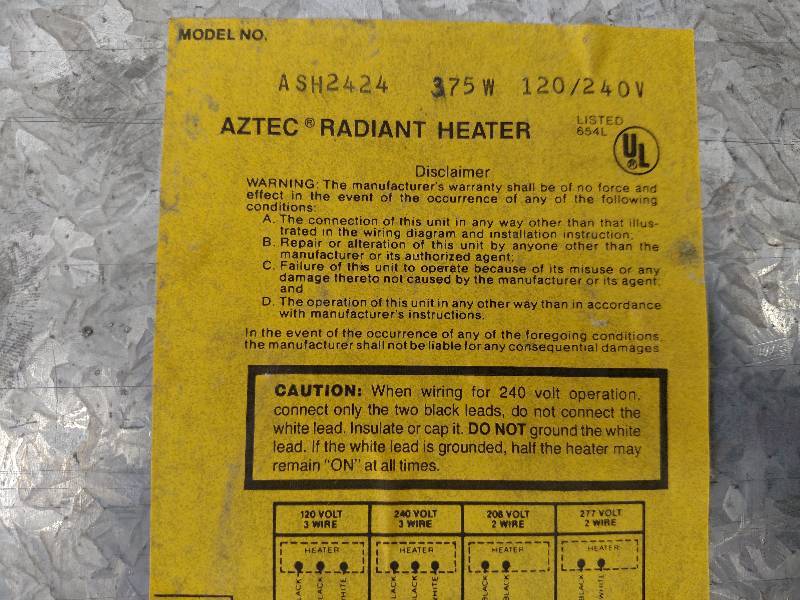 MODEL NO.
ASH2424 375W 120/240V
AZTEC® RADIANT HEATER
LISTED
654L
UL
®
Disclaimer
WARNING: The manufacturer's warranty shall be of no force and
effect in the event of the occurrence of any of the following
conditions:
A. The connection of this unit in any way other than that illus-
trated in the wiring diagram and installation instruction;
B. Repair or alteration of this unit by anyone other than the
manufacturer or its authorized agent;
C. Failure of this unit to operate because of its misuse or any
damage thereto not caused by the manufacturer or its agent;
and
D. The operation of this unit in any other way than in accordance
with manufacturer's instructions.
In the event of the occurrence of any of the foregoing conditions,
the manufacturer shall not be liable for any consequential damages
CAUTION: When wiring for 240 volt operation,
connect only the two black leads, do not connect the
white lead. Insulate or cap it. DO NOT ground the white
lead. If the white lead is grounded, half the heater may
remain "ON" at all times.
120 VOLT 240 VOLT 208 VOLT 277 VOLT
3 WIRE 3 WIRE 2 WIRE 2 WIRE
HEATER HEATER HEATER HEATER
BLACK BLACK WHITE BLACK BLACK WHITE BLACK BLACK BLACK WHITE